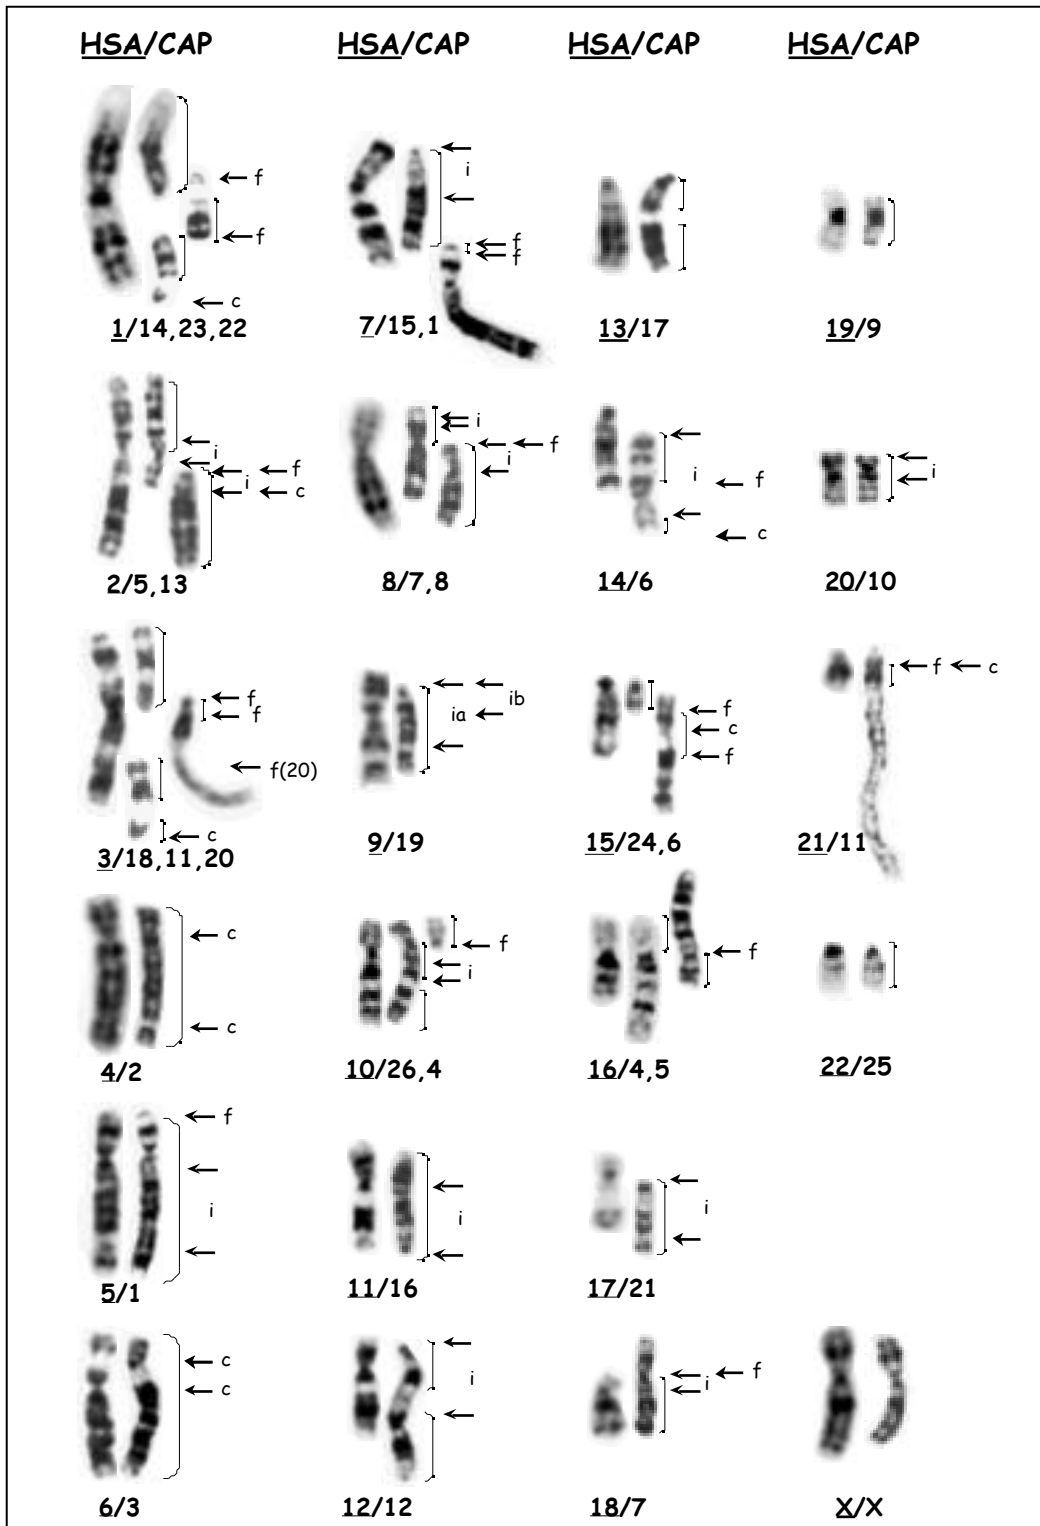 HSA/CAP HSA/CAP HSA/CAP HSA/CAP
f
f
c
1/14,23,22
i
f
f
7/15,1
13/17
19/9
i
f
i
c
2/5,13
i
f
i
8/7,8
i
f
c
14/6
i
20/10
f
f
f(20)
c
3/18,11,20
ib
ia
9/19
f
c
f
15/24,6
f c
21/11
c
c
4/2
f
i
10/26,4
f
16/4,5
22/25
f
i
5/1
i
11/16
i
17/21
c
c
6/3
i
12/12
f
i
18/7
X/X